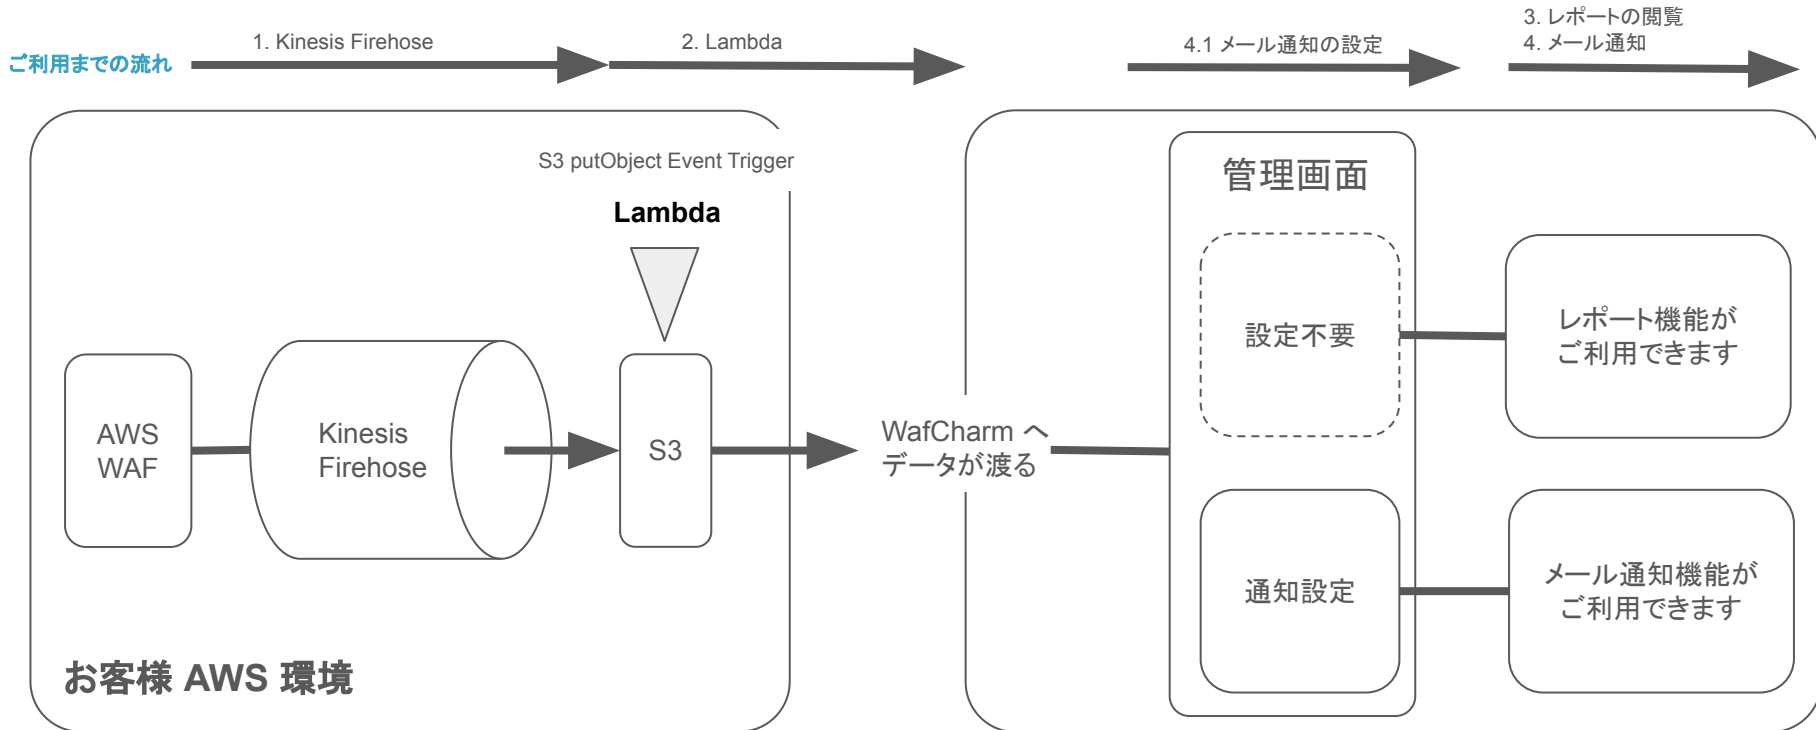 ご利用までの流れ
1. Kinesis Firehose
2. Lambda
4.1 メール通知の設定
3. レポートの閲覧
4. メール通知
S3 putObject Event Trigger
Lambda
AWS
WAF
Kinesis
Firehose
S3
お客様 AWS 環境
WafCharm へ
データが渡る
管理画面
設定不要
通知設定
レポート機能が
ご利用できます
メール通知機能が
ご利用できます